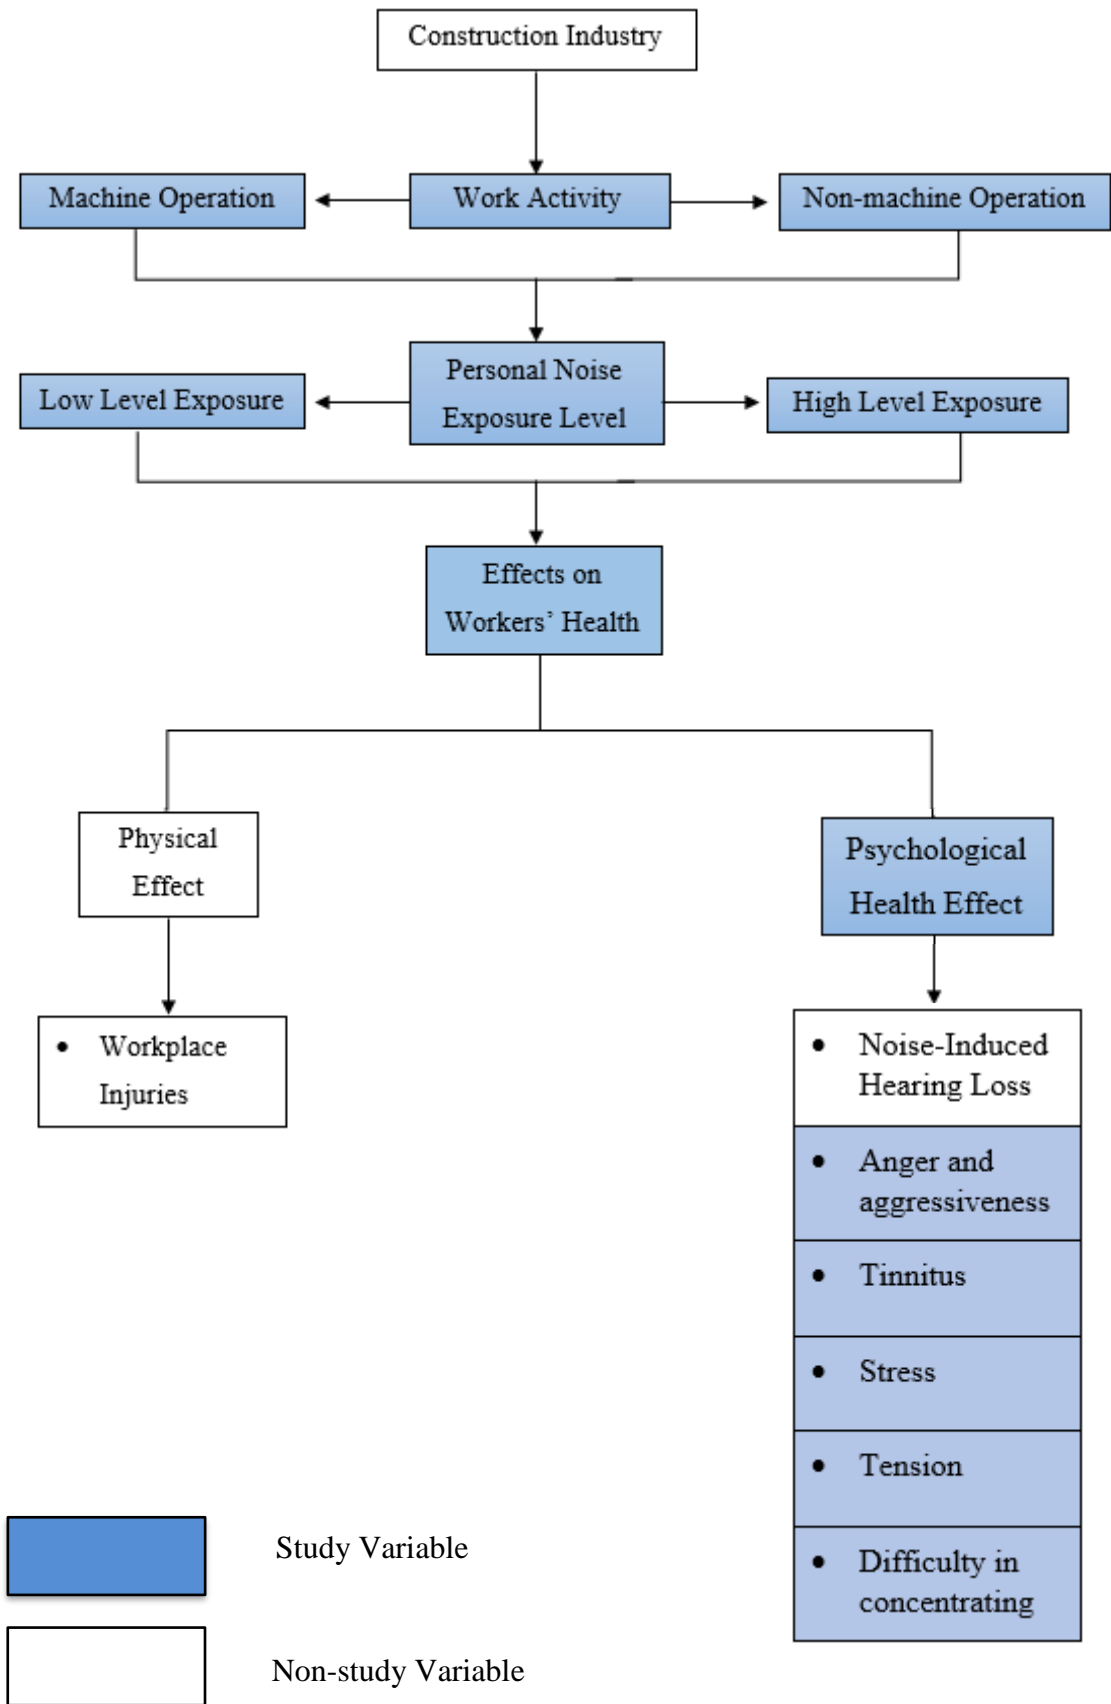 Construction Industry
Machine Operation
Work Activity
Non-machine Operation
Personal Noise
Exposure Level
Low Level Exposure
High Level Exposure
Effects on
Workers’ Health
Physical
Effect
Psychological
Health Effect
• Workplace
Injuries
• Noise-Induced
Hearing Loss
• Anger and
aggressiveness
• Tinnitus
• Stress
• Tension
• Difficulty in
concentrating
Study Variable
Non-study Variable